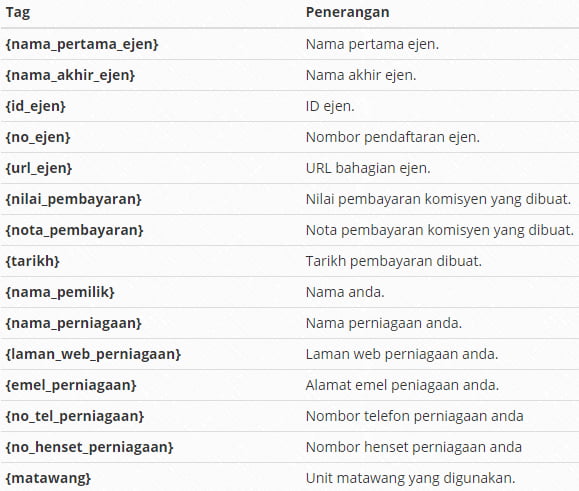 Tag Penerangan
{nama_pertama_ejen} Nama pertama ejen.
{nama_akhir_ejen} Nama akhir ejen.
{id_ejen} ID ejen.
{no_ejen} Nombor pendaftaran ejen.
{url_ejen} URL bahagian ejen.
{nilai_pembayaran} Nilai pembayaran komisyen yang dibuat.
{nota_pembayaran} Nota pembayaran komisyen yang dibuat.
{tarikh} Tarikh pembayaran dibuat.
{nama_pemilik} Nama anda.
{nama_perniagaan} Nama perniagaan anda.
{laman_web_perniagaan} Laman web perniagaan anda.
{emel_perniagaan} Alamat emel peniagaan anda.
{no_tel_perniagaan} Nombor telefon perniagaan anda
{no_henset_perniagaan} Nombor henset perniagaan anda
{matawang} Unit matawang yang digunakan.